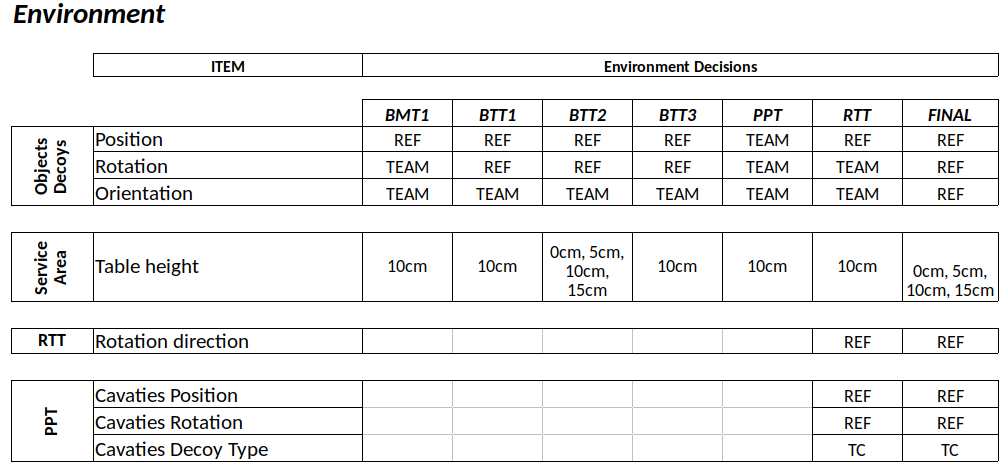 Environment
ITEM Environment Decisions
BMT1 BTT1 BTT2 BTT3 PPT RTT FINAL
Objects Decoys
Position REF REF REF REF TEAM REF REF
Rotation TEAM REF REF REF TEAM TEAM REF
Orientation TEAM TEAM TEAM TEAM TEAM TEAM REF
Service Area
Table height 10cm 10cm 0cm, 5cm, 10cm, 15cm 10cm 10cm 10cm 0cm, 5cm, 10cm, 15cm
RTT Rotation direction REF REF
PPT
Cavaties Position REF REF
Cavaties Rotation REF REF
Cavaties Decoy Type TC TC